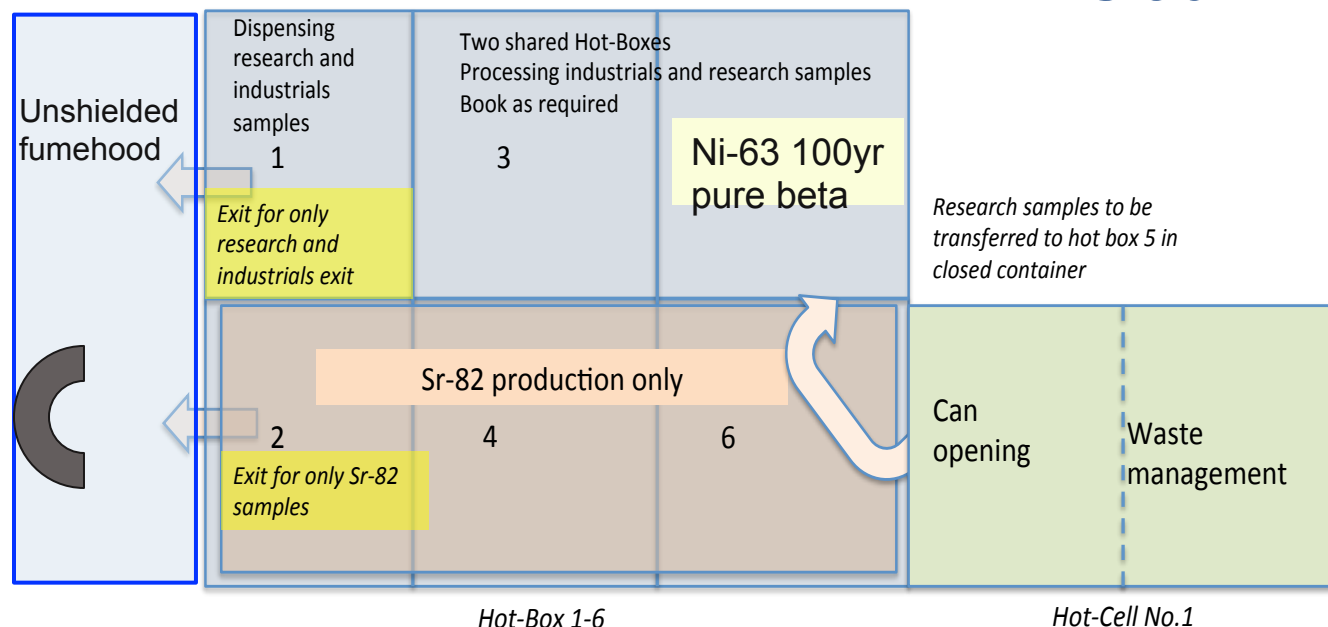 Dispensing
research and
industrials
samples
1
Two shared Hot-Boxes
Processing industrials and research samples
Book as required
3
Unshielded
fumehood
Ni-63 100yr
pure beta
Exit for only
research and
industrials exit
Research samples to be
transferred to hot box 5 in
closed container
Sr-82 production only
2
4
6
Exit for only Sr-82
samples
Can
opening
Waste
management
Hot-Box 1-6
Hot-Cell No.1